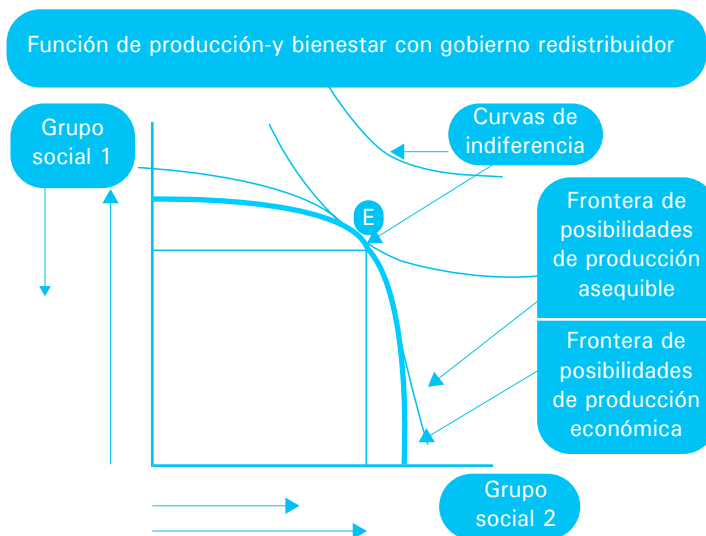 Función de producción-y bienestar con gobierno redistribuidor
Grupo
social 1
Curvas de
indiferencia
E
Frontera de
posibilidades
de producción
asequible
Frontera de
posibilidades
de producción
económica
Grupo
social 2